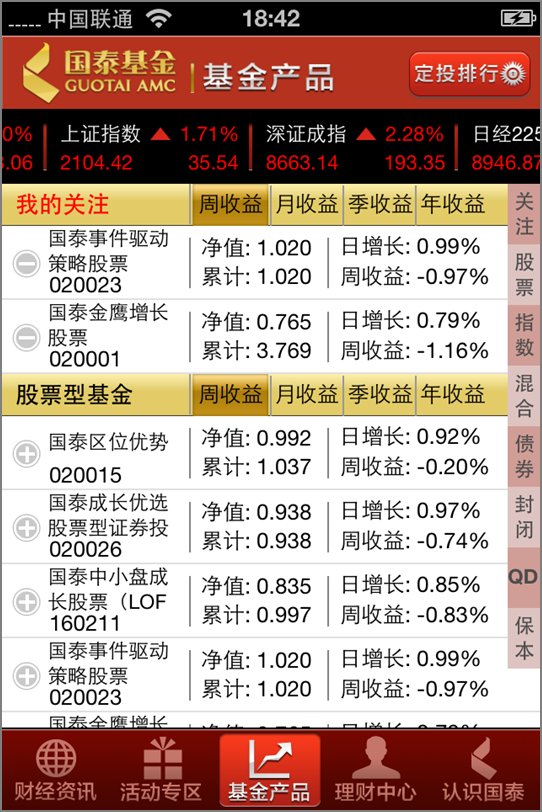 中国联通
18:42
国泰基金
GUOTAI AMC
基金产品
定投排行
0% 上证指数 1.71% 深证成指 2.28% 日经225
3.06 2104.42 35.54 8663.14 193.35 8946.87
我的关注 周收益 月收益 季收益 年收益
国泰事件驱动
策略股票
020023
净值: 1.020 日增长: 0.99%
累计: 1.020 周收益: -0.97%
国泰金鹰增长
股票
020001
净值: 0.765 日增长: 0.79%
累计: 3.769 周收益: -1.16%
股票型基金 周收益 月收益 季收益 年收益
国泰区位优势
020015
净值: 0.992 日增长: 0.92%
累计: 1.037 周收益: -0.20%
国泰成长优选
股票型证券投
020026
净值: 0.938 日增长: 0.97%
累计: 0.938 周收益: -0.74%
国泰中小盘成
长股票（LOF
160211
净值: 0.835 日增长: 0.85%
累计: 0.997 周收益: -0.83%
国泰事件驱动
策略股票
020023
净值: 1.020 日增长: 0.99%
累计: 1.020 周收益: -0.97%
国泰金鹰增长
关注
股票
指数
混合
债券
封闭
QD
保本
财经资讯 活动专区 基金产品 理财中心 认识国泰